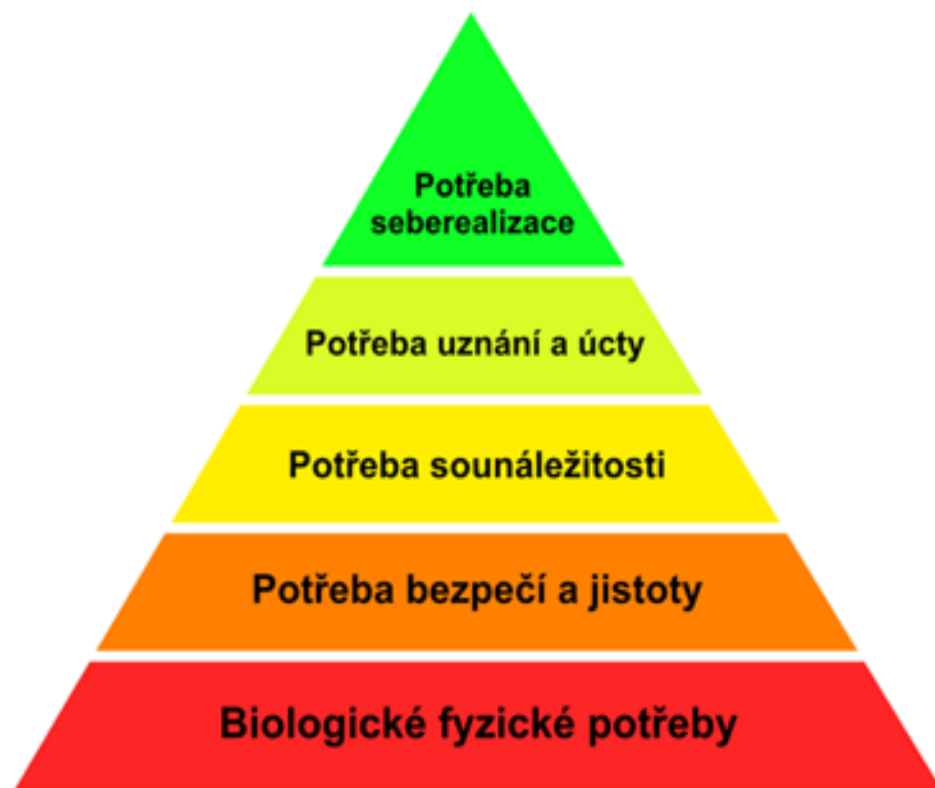 Potřeba
seberealizace
Potřeba uznání a úcty
Potřeba sounáležitosti
Potřeba bezpečí a jistoty
Biologické fyzické potřeby